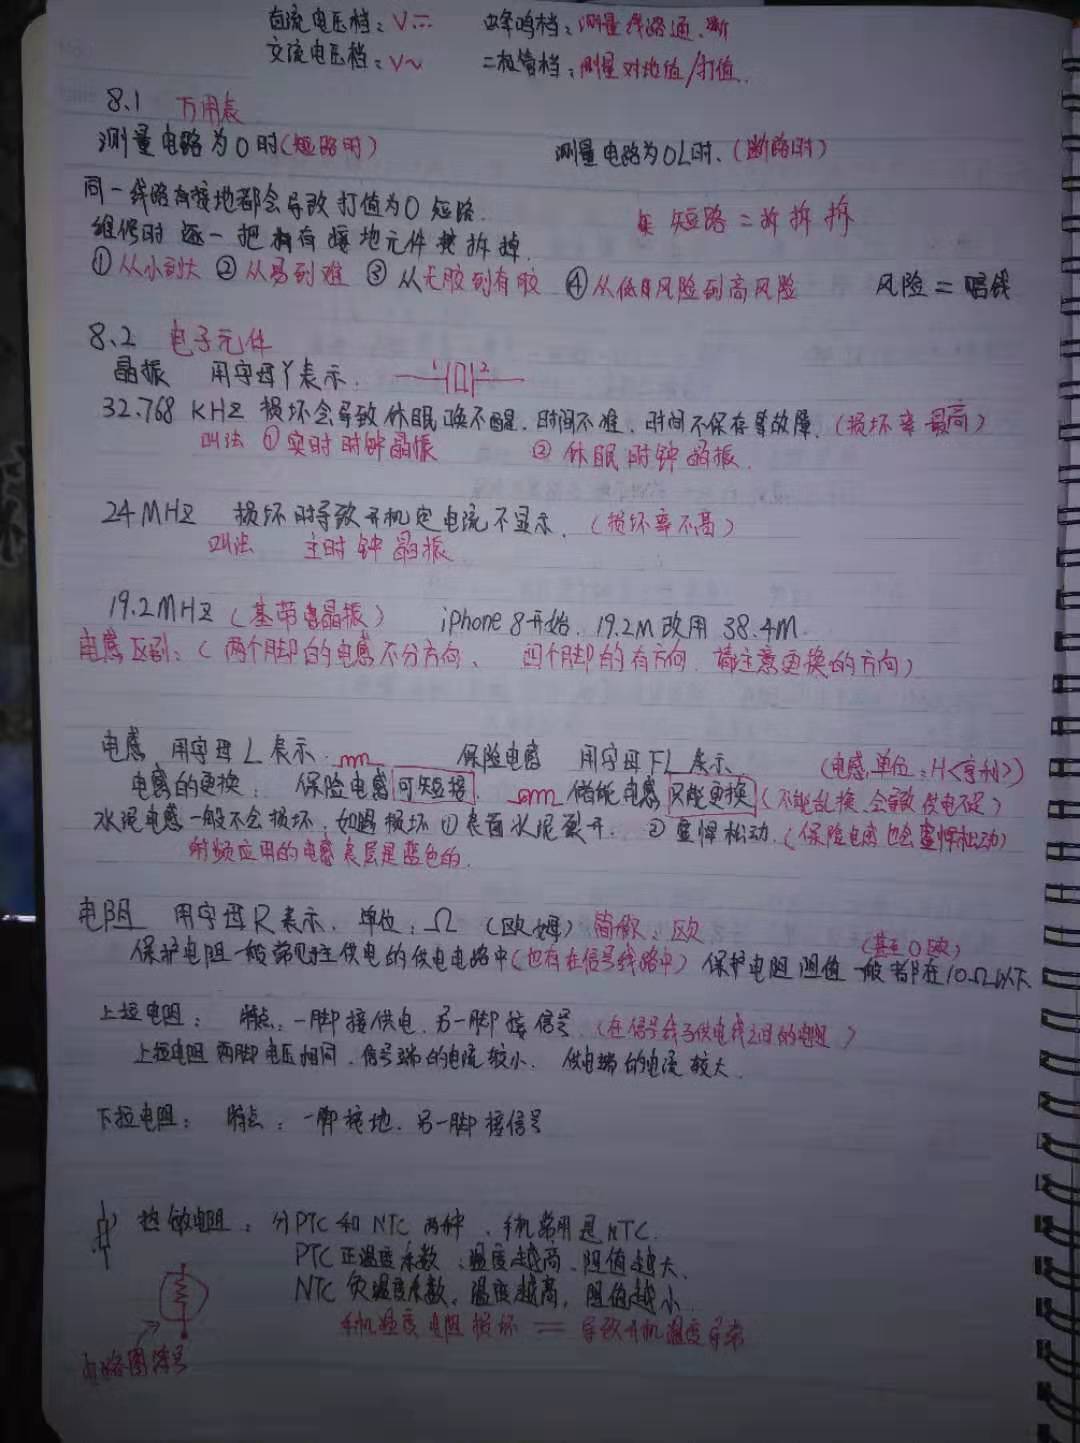 直流电压档：V⎓ 蜂鸣档：测量线路通.断
交流电压档：V~ 二极管档：测量对地值/打值.
8.1 万用表
测量电路为0时(短路时) 测量电路为OL时、(断路时)
同一线路有接地都会导致打值为0短路.
短路=拆拆拆
维修时逐一把所有接地元件 拆掉.
①从小到大 ②从易到难 ③从无胶到有胶 ④从低风险到高风险 风险=赔钱
8.2 电子元件
晶振 用字母Y表示. 1 2
32.768 KHz 损坏会导致休眠唤不醒.时间不准、时间不保存等故障.(损坏率最高)
叫法 ①实时时钟晶振 ②休眠时钟晶振.
24MHz 损坏时导致开机定电流不显示.(损坏率不高)
叫法 主时钟晶振
19.2MHz(基带晶振) iPhone 8开始.19.2M改用 38.4M.
电感区别:(两个脚的电感不分方向、四个脚的有方向.请注意更换的方向)
电感 用字母L表示. 保险电感 用字母FL表示 (电感单位:H<亨利>)
电感的更换: 保险电感可短接. 储能电感只能更换(不能乱换.会导致供电不足)
水泥电感一般不会损坏.如遇损坏①表面水泥裂开. ②虚焊松动.(保险电感也会虚焊松动)
射频应用的电感表层是蓝色的.
电阻 用字母R表示. 单位:Ω (欧姆)简称:欧
(甚至0欧)
保护电阻一般常见于主供电的供电电路中(也存在信号线路中) 保护电阻阻值一般都在10Ω以下
上拉电阻: 特点:一脚接供电.另一脚接信号.(在信号线与供电线之间的电阻)
上拉电阻两脚电压相同.信号端的电流较小. 供电端的电流较大.
下拉电阻: 特点:一脚接地.另一脚接信号
热敏电阻:分PTC和NTC两种、手机常用是NTC.
PTC正温度系数、温度越高.阻值越大.
NTC负温度系数.温度越高,阻值越小.
手机温度电阻损坏=导致手机温度异常
电路图符号